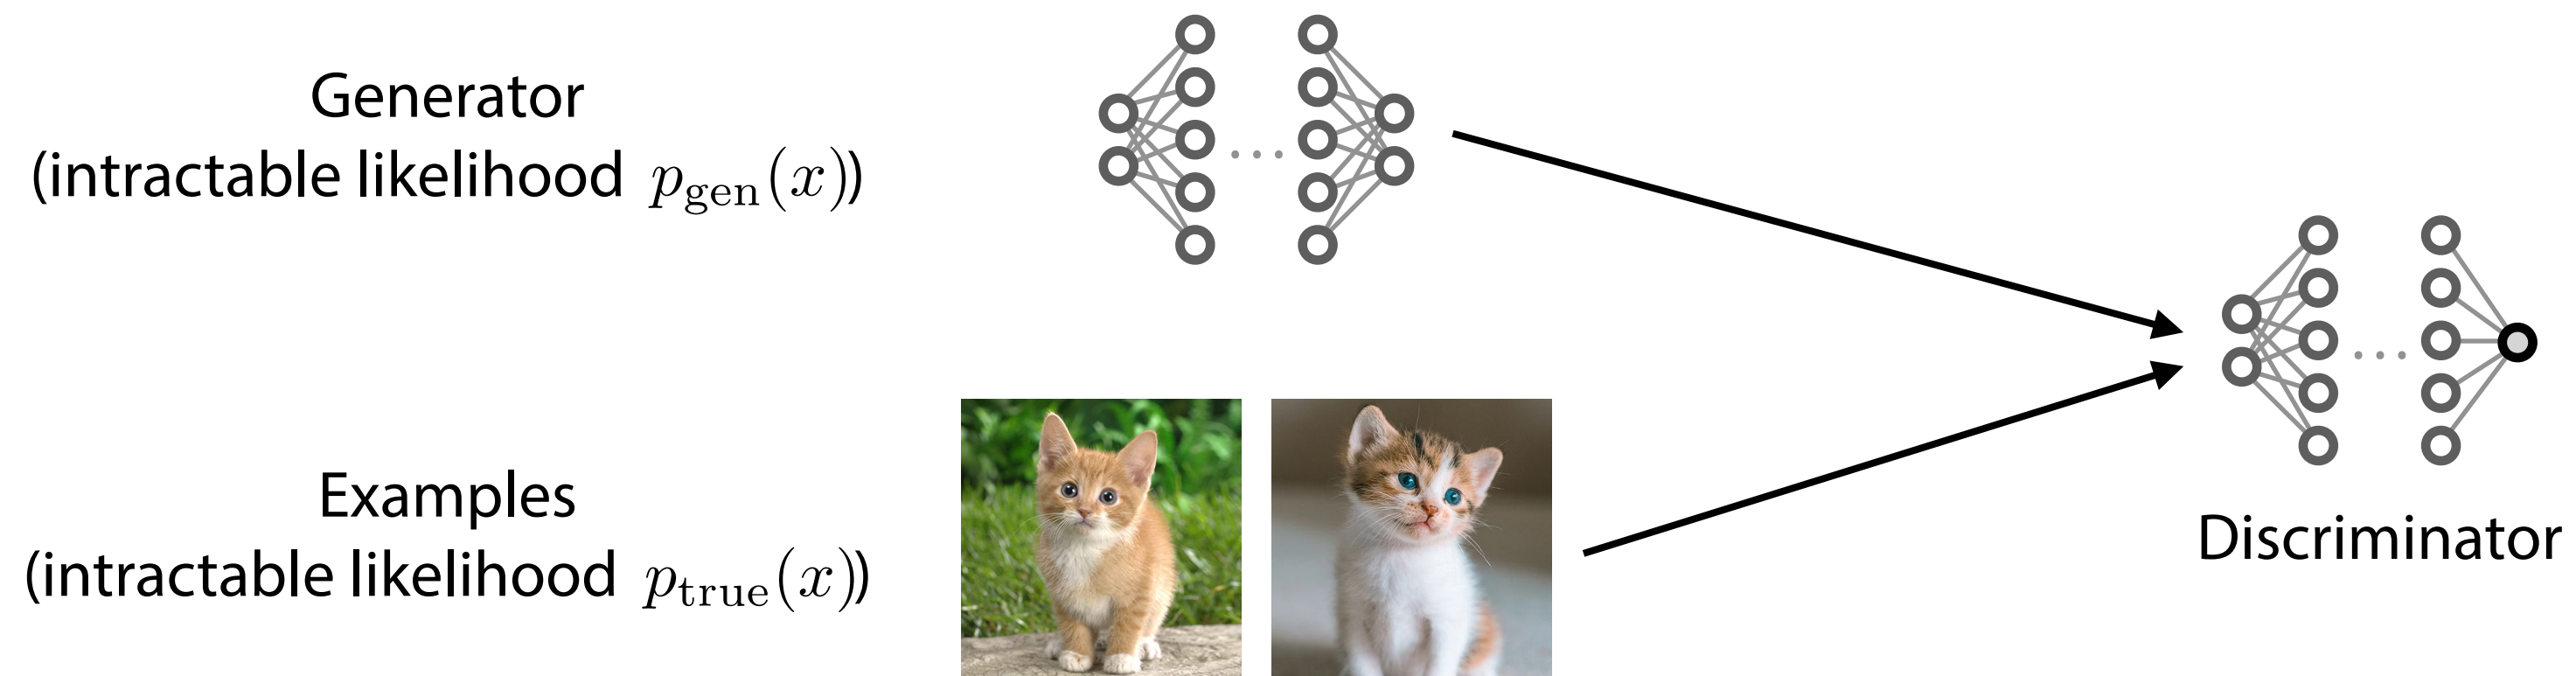 Generator
(intractable likelihood p_gen(x))
Examples
(intractable likelihood p_true(x))
Discriminator